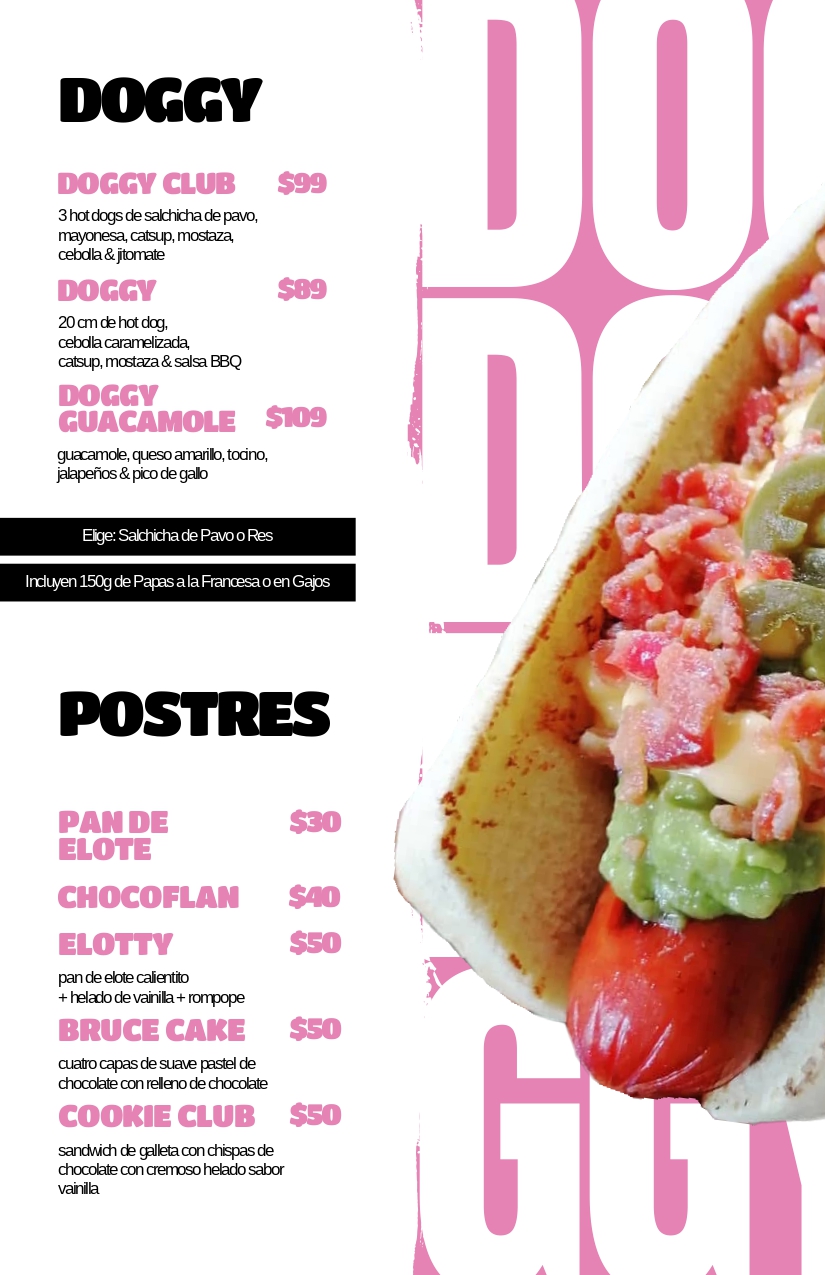 DOGGY
DOGGY CLUB $99
3 hot dogs de salchicha de pavo,
mayonesa, catsup, mostaza,
cebolla & jitomate
DOGGY $89
20 cm de hot dog,
cebolla caramelizada,
catsup, mostaza & salsa BBQ
DOGGY
GUACAMOLE $109
guacamole, queso amarillo, tocino,
jalapeños & pico de gallo
Elige: Salchicha de Pavo o Res
Incluyen 150g de Papas a la Francesa o en Gajos
POSTRES
PAN DE $30
ELOTE
CHOCOFLAN $40
ELOTTY $50
pan de elote calientito
+ helado de vainilla + rompope
BRUCE CAKE $50
cuatro capas de suave pastel de
chocolate con relleno de chocolate
COOKIE CLUB $50
sandwich de galleta con chispas de
chocolate con cremoso helado sabor
vainilla
DO
D
GG